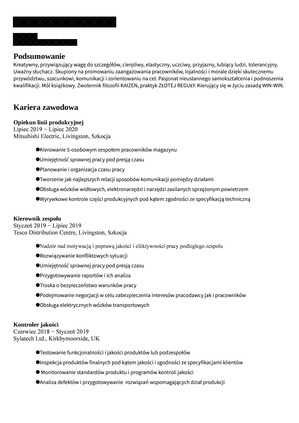 Podsumowanie
Kreatywny, przywiązujący wagę do szczegółów, cierpliwy, elastyczny, uczciwy, przyjazny, lubiący ludzi, tolerancyjny.
Uważny słuchacz. Skupiony na promowaniu zaangażowania pracowników, lojalności i morale dzięki skutecznemu
przywództwu, szacunkowi, komunikacji i zorientowaniu na cel. Pasjonat nieustannego samokształcenia i podnoszenia
kwalifikacji. Mól książkowy. Zwolennik filozofii KAIZEN, praktyk ZŁOTEJ REGUŁY. Kierujący się w życiu zasadą WIN-WIN.
Kariera zawodowa
Opiekun linii produkcyjnej
Lipiec 2019 − Lipiec 2020
Mitsubishi Electric, Livingston, Szkocja
●Kierowanie 5 osobowym zespołem pracowników magazynu
●Umiejętność sprawnej pracy pod presją czasu
●Planowanie i organizacja czasu pracy
●Tworzenie jak najlepszych relacji sposobów komunikacji pomiędzy działami
●Obsługa wózków widłowych, elektronarzędzi i narzędzi zasilanych sprzężonym powietrzem
●Wyrywkowe kontrole części produkcyjnych pod kątem zgodności ze specyfikacją techniczną
Kierownik zespołu
Styczeń 2019 − Lipiec 2019
Tesco Distribution Centre, Livingston, Szkocja
●Nadzór nad motywacją i poprawą jakości i efektywności pracy podległego zespołu
●Rozwiązywanie konfliktowych sytuacji
●Umiejętność sprawnej pracy pod presją czasu
●Przygotowywanie raportów i ich analiza
●Troska o bezpieczeństwo warunków pracy
●Podejmowanie negocjacji w celu zabezpieczenia interesów pracodawcy jak i pracowników
●Obsługa elektrycznych wózków transportowych
Kontroler jakości
Czerwiec 2018 − Styczeń 2019
Sylatech Ltd., Kirkbymoorside, UK
●Testowanie funkcjonalności i jakości produktów lub podzespołów
●Inspekcja produktów finalnych pod kątem jakości i zgodności ze specyfikacjami klientów
● Monitorowanie standardów produktu i programów kontroli jakości
●Analiza defektów i przygotowywanie rozwiązań wspomagających dział produkcji